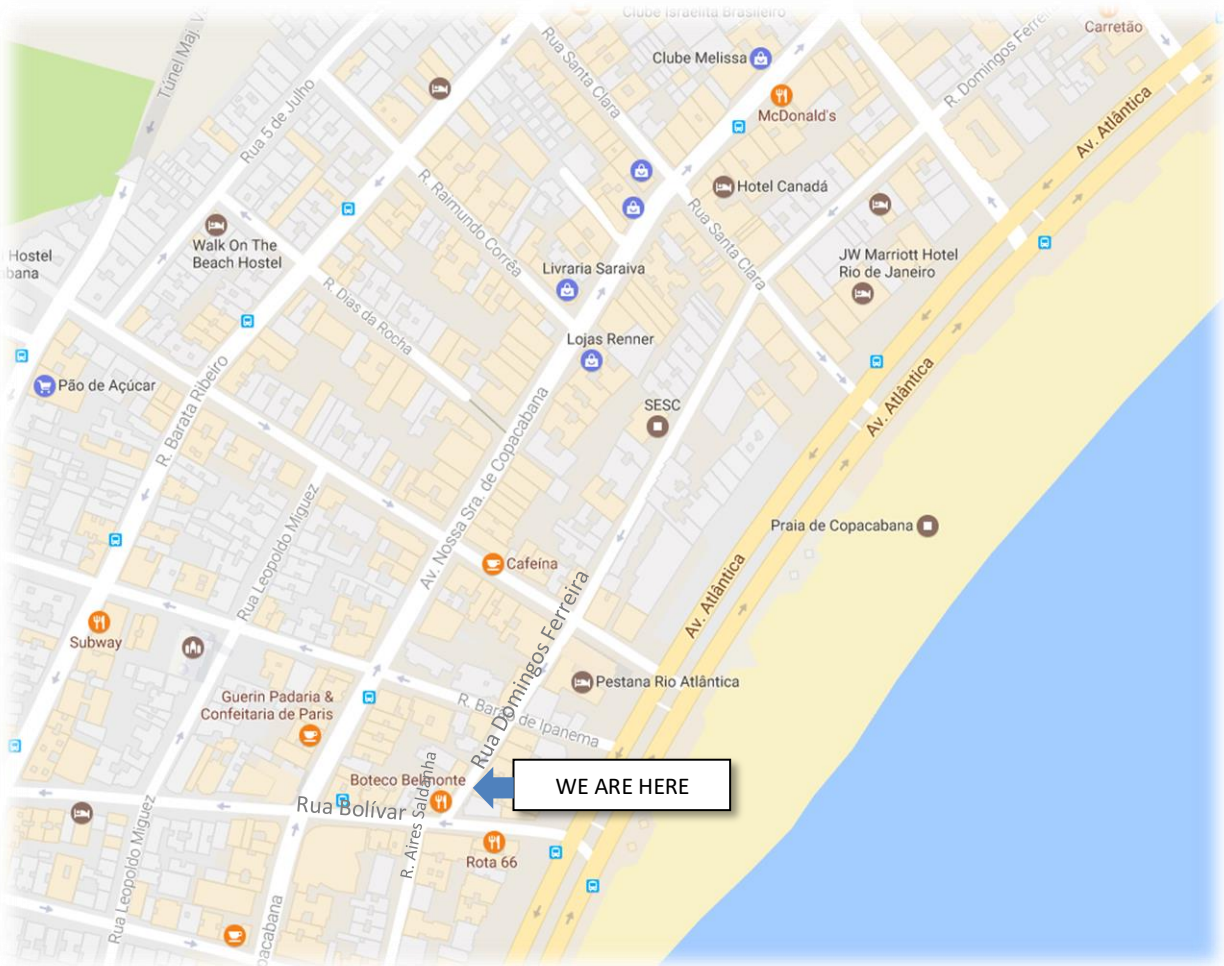 Clube Israelita Brasileiro
Carretão
Clube Melissa
Túnel Maj. V
Rua Santa Clara
R. Domingos Ferreira
McDonald's
Av. Atlântica
Rua 5 de Julho
R. Raimundo Corrêa
Hotel Canadá
Walk On The
Beach Hostel
Hostel
bana
Rua Santa Clara
JW Marriott Hotel
Rio de Janeiro
Livraria Saraiva
R. Dias da Rocha
Lojas Renner
Pão de Açúcar
R. Barata Ribeiro
Av. Atlântica
SESC
Av. Nossa Sra. de Copacabana
Rua Leopoldo Miguez
Praia de Copacabana
Cafeína
Av. Atlântica
Subway
Rua Domingos Ferreira
Pestana Rio Atlântica
Guerin Padaria &
Confeitaria de Paris
R. Barão de Ipanema
Boteco Belmonte
WE ARE HERE
Rua Bolívar
R. Aires Saldanha
Rota 66
Rua Leopoldo Miguez
pacabana